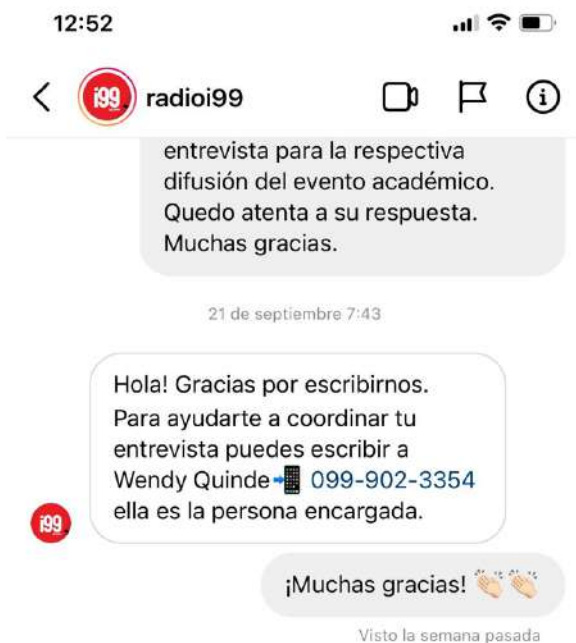 12:52
i99
radioi99
entrevista para la respectiva
difusión del evento académico.
Quedo atenta a su respuesta.
Muchas gracias.
21 de septiembre 7:43
Hola! Gracias por escribirnos.
Para ayudarte a coordinar tu
entrevista puedes escribir a
Wendy Quinde📲 099-902-3354
ella es la persona encargada.
i99
¡Muchas gracias! 👏🏻👏🏻
Visto la semana pasada